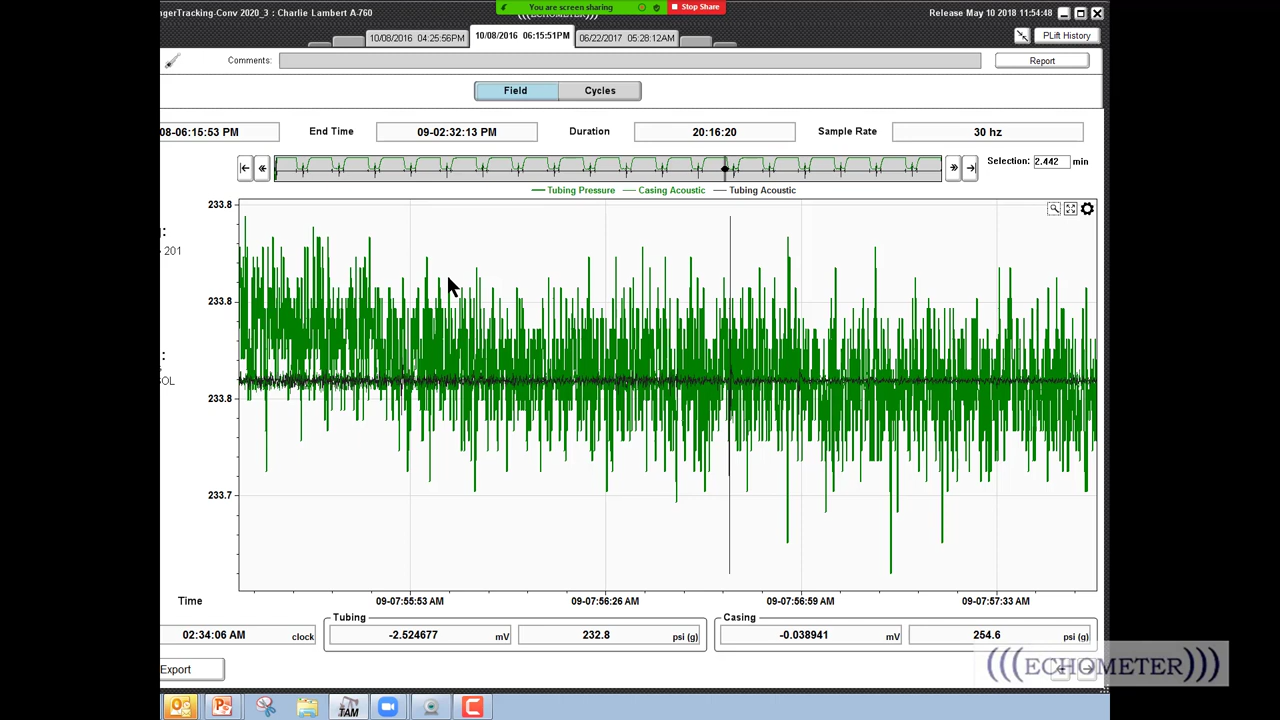 You are screen sharing
Stop Share
ngerTracking-Conv 2020_3 : Charlie Lambert A-760
(((ECHOMETER)))
Release May 10 2018 11:54:48
10/08/2016 04:25:56PM
10/08/2016 06:15:51PM
06/22/2017 05:28:12AM
PLift History
Comments:
Report
Field
Cycles
08-06:15:53 PM
End Time
09-02:32:13 PM
Duration
20:16:20
Sample Rate
30 hz
Selection: 2.442 min
Tubing Pressure
Casing Acoustic
Tubing Acoustic
233.8
: 
201
233.8
:
SOL
233.8
233.7
Time
09-07:55:53 AM
09-07:56:26 AM
09-07:56:59 AM
09-07:57:33 AM
Tubing
Casing
02:34:06 AM clock
-2.524677 mV
232.8 psi (g)
-0.038941 mV
254.6 psi (g)
Export
(((ECHOMETER)))
TAM